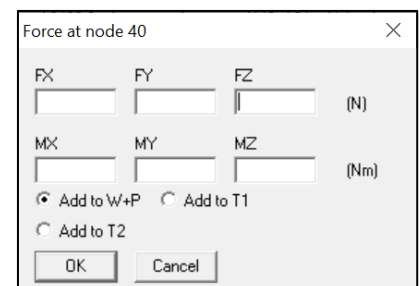 Force at node 40
FX FY FZ
(N)
MX MY MZ
(Nm)
Add to W+P Add to T1
Add to T2
OK Cancel